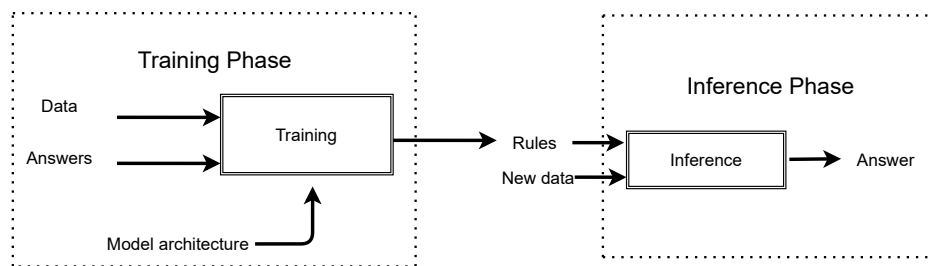 Training Phase
Data
Answers
Training
Model architecture
Rules
New data
Inference Phase
Inference
Answer